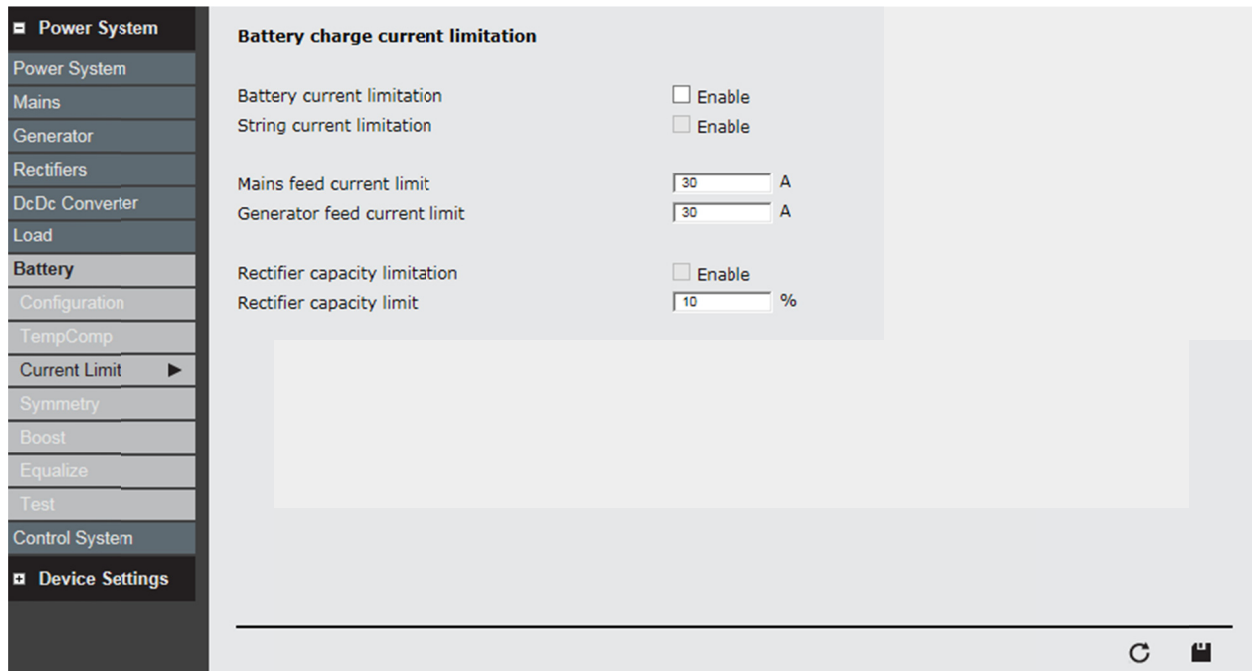 Power System
Power System
Mains
Generator
Rectifiers
DcDc Converter
Load
Battery
Configuration
TempComp
Current Limit
Symmetry
Boost
Equalize
Test
Control System
Device Settings
Battery charge current limitation
Battery current limitation Enable
String current limitation Enable
Mains feed current limit 30 A
Generator feed current limit 30 A
Rectifier capacity limitation Enable
Rectifier capacity limit 10 %